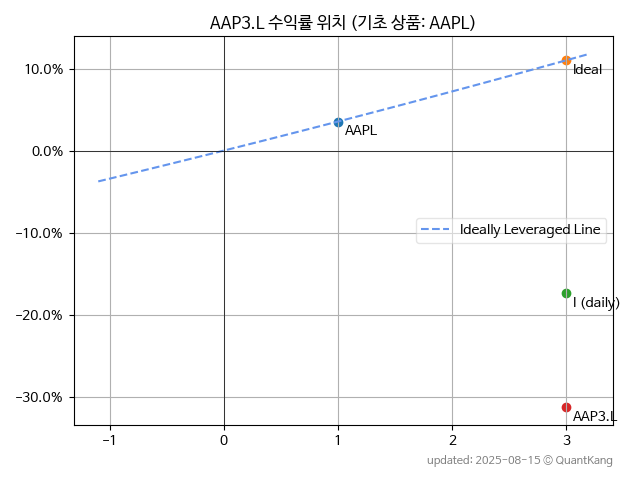 AAP3.L 수익률 위치 (기초 상품: AAPL)
10.0%
0.0%
−10.0%
−20.0%
−30.0%
Ideal
AAPL
Ideally Leveraged Line
I (daily)
AAP3.L
−1
0
1
2
3
updated: 2025-08-15 © QuantKang